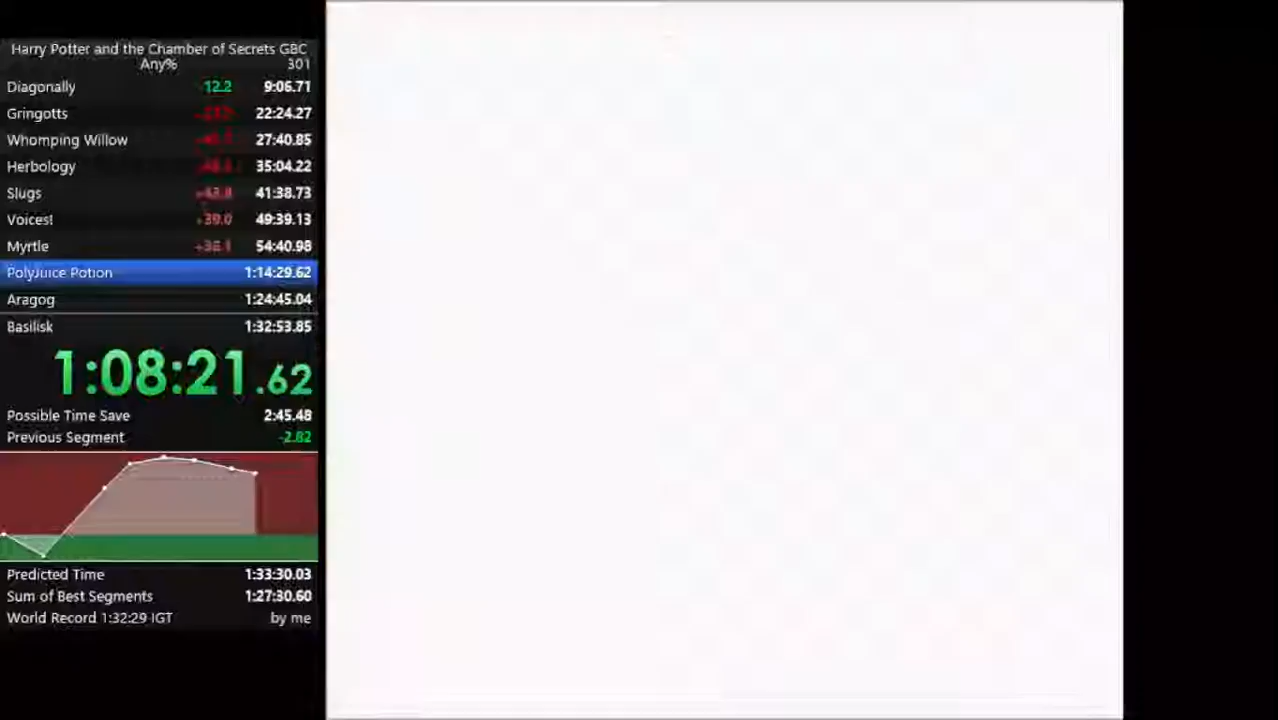 Harry Potter and the Chamber of Secrets GBC
Any% 301
Diagonally -12.2 9:06.71
Gringotts 22:24.27
Whomping Willow 27:40.85
Herbology 35:04.22
Slugs +43.8 41:38.73
Voices! +39.0 49:39.13
Myrtle +36.1 54:40.98
Polyjuice Potion 1:14:29.62
Aragog 1:24:45.04
Basilisk 1:32:53.85
1:08:21.62
Possible Time Save 2:45.48
Previous Segment -2.82
Predicted Time 1:33:30.03
Sum of Best Segments 1:27:30.60
World Record 1:32:29 IGT by me